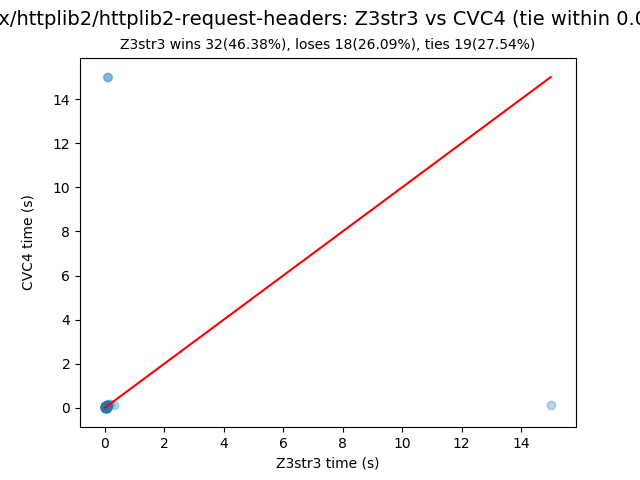 x/httplib2/httplib2-request-headers: Z3str3 vs CVC4 (tie within 0.0
Z3str3 wins 32(46.38%), loses 18(26.09%), ties 19(27.54%)
14
12
10
8
6
4
2
0
CVC4 time (s)
0 2 4 6 8 10 12 14
Z3str3 time (s)